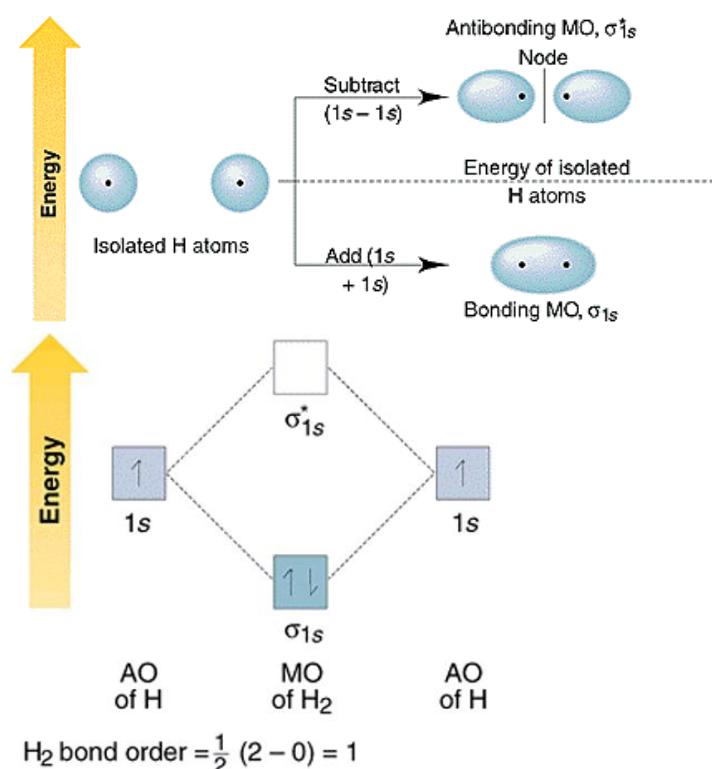 Antibonding MO, σ*1s
Node
Subtract
(1s – 1s)
Energy
Energy of isolated
H atoms
Isolated H atoms
Add (1s
+ 1s)
Bonding MO, σ1s
Energy
σ*1s
↑
↑
1s
1s
↑⇂
σ1s
AO
of H
MO
of H2
AO
of H
H2 bond order = 1/2 (2 – 0) = 1